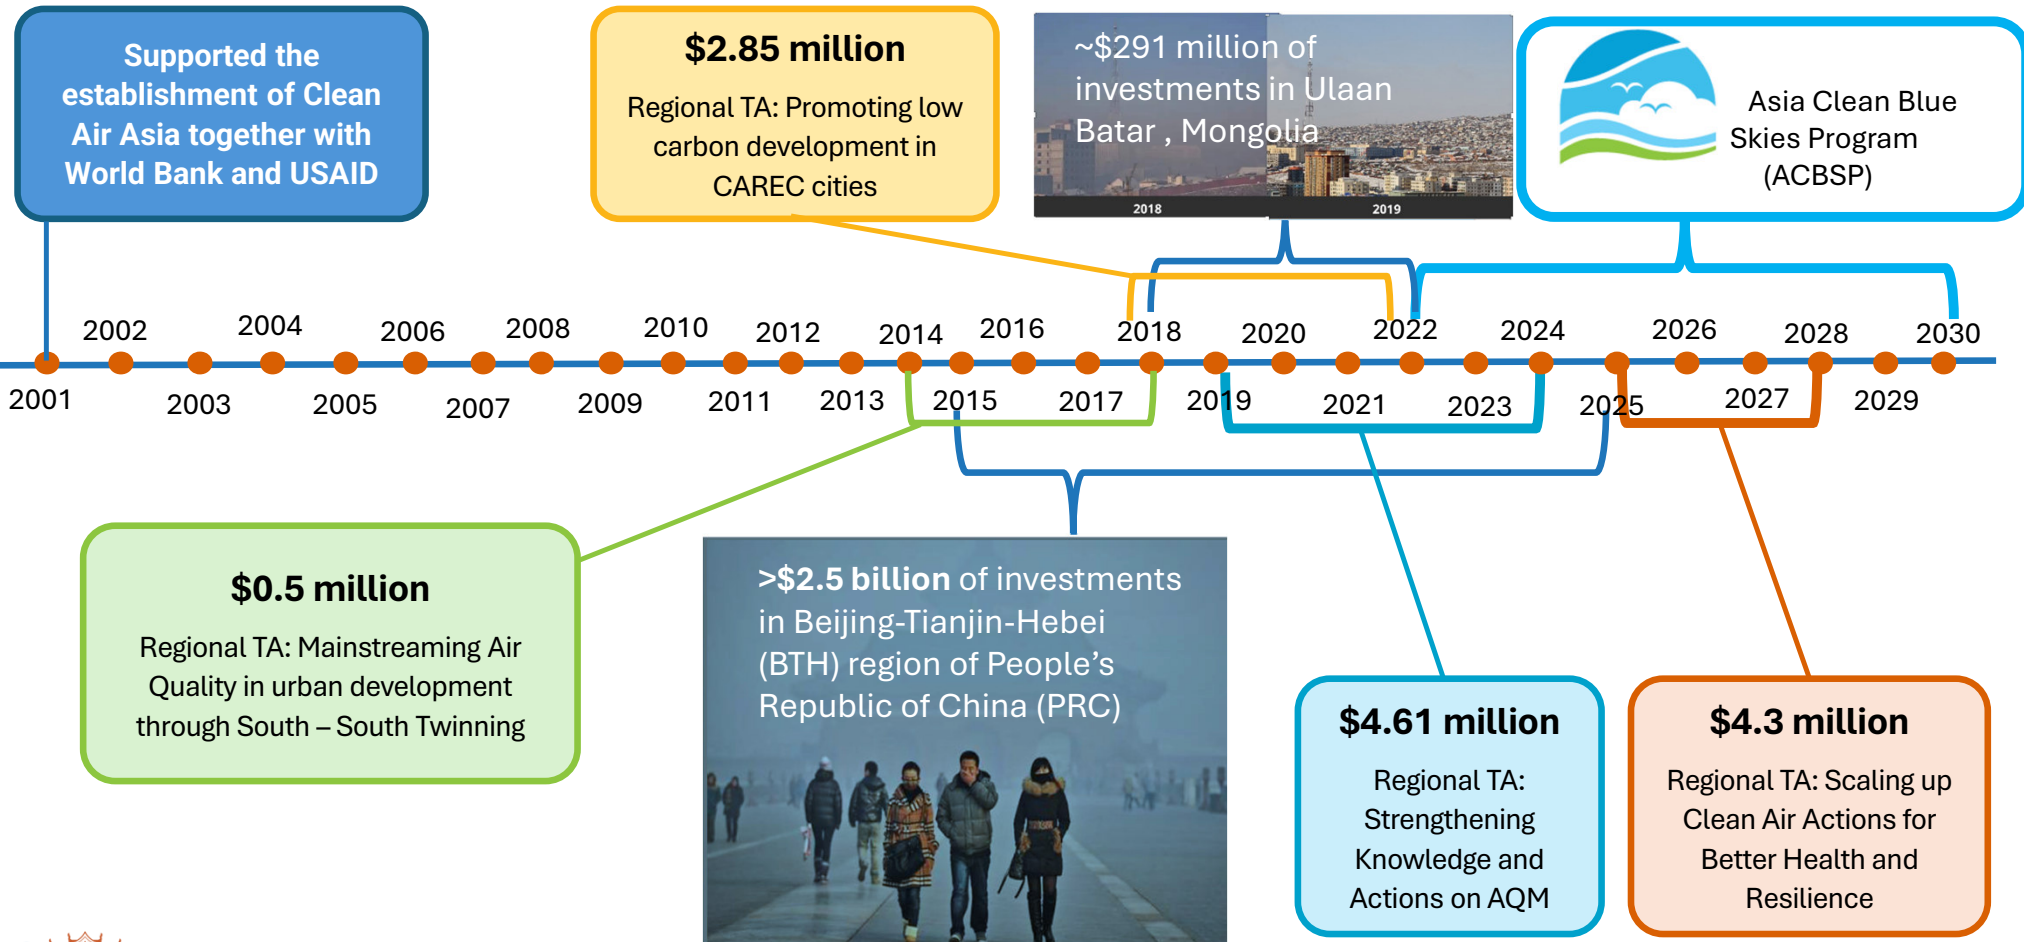 Supported the
establishment of Clean
Air Asia together with
World Bank and USAID
$2.85 million
Regional TA: Promoting low
carbon development in
CAREC cities
~$291 million of
investments in Ulaan
Batar , Mongolia
2018
2019
Asia Clean Blue
Skies Program
(ACBSP)
2002
2004
2006
2008
2010
2012
2014
2016
2018
2020
2022
2024
2026
2028
2030
2001
2003
2005
2007
2009
2011
2013
2015
2017
2019
2021
2023
2025
2027
2029
$0.5 million
Regional TA: Mainstreaming Air
Quality in urban development
through South – South Twinning
>$2.5 billion of investments
in Beijing-Tianjin-Hebei
(BTH) region of People’s
Republic of China (PRC)
$4.61 million
Regional TA:
Strengthening
Knowledge and
Actions on AQM
$4.3 million
Regional TA: Scaling up
Clean Air Actions for
Better Health and
Resilience